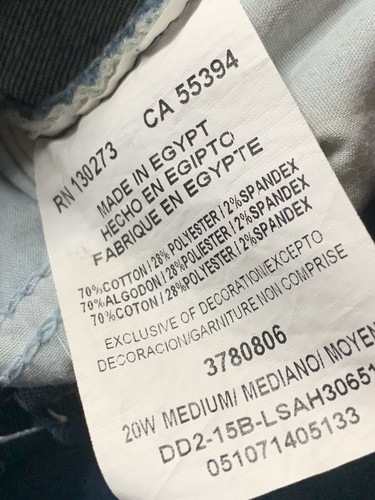 RN 130273 CA 55394
MADE IN EGYPT
HECHO EN EGIPTO
FABRIQUE EN EGYPTE
70%COTTON/28%POLYESTER/2%SPANDEX
70%ALGODON/28%POLIESTER/2%SPANDEX
70%COTON/28%POLYESTER/2%SPANDEX
EXCLUSIVE OF DECORATION/EXCEPTO
DECORACION/GARNITURE NON COMPRISE
3780806
20W MEDIUM/ MEDIANO/ MOYEN
DD2-15B-LSAH30651
051071405133